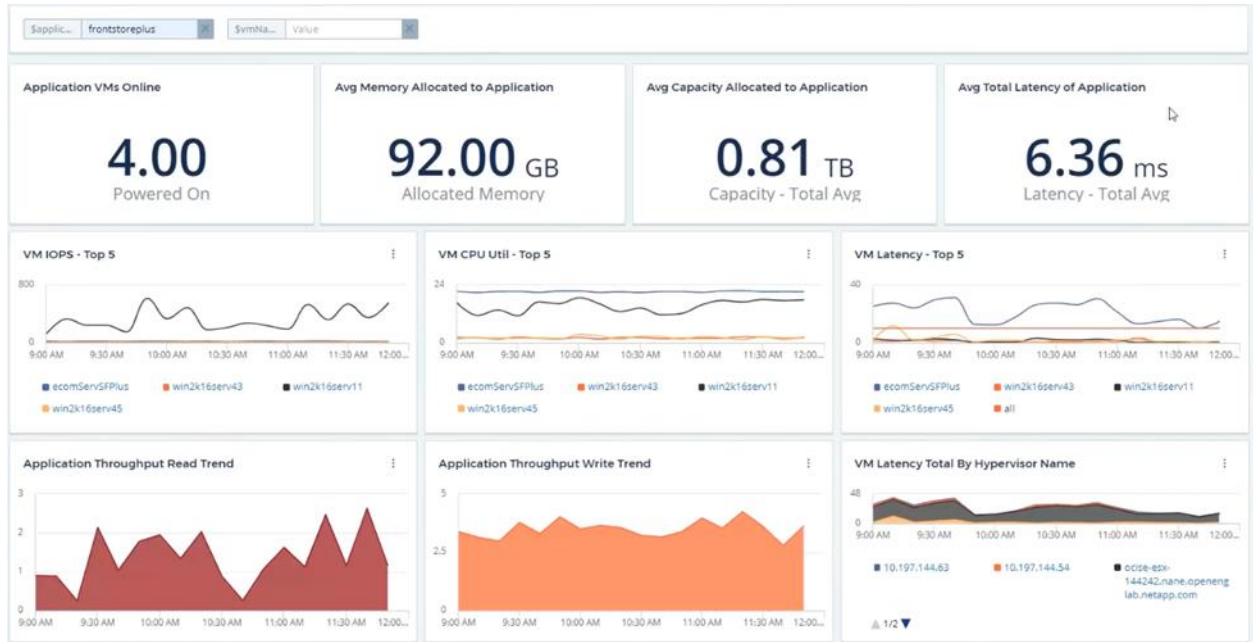 $applic... frontstoreplus × $vmNa... Value ×
Application VMs Online
4.00
Powered On
Avg Memory Allocated to Application
92.00 GB
Allocated Memory
Avg Capacity Allocated to Application
0.81 TB
Capacity - Total Avg
Avg Total Latency of Application
6.36 ms
Latency - Total Avg
VM IOPS - Top 5
800
0
9:00 AM 9:30 AM 10:00 AM 10:30 AM 11:00 AM 11:30 AM 12:00...
ecomServSFPlus win2k16serv43 win2k16serv11
win2k16serv45
VM CPU Util - Top 5
24
0
9:00 AM 9:30 AM 10:00 AM 10:30 AM 11:00 AM 11:30 AM 12:00...
ecomServSFPlus win2k16serv43 win2k16serv11
win2k16serv45
VM Latency - Top 5
40
0
9:00 AM 9:30 AM 10:00 AM 10:30 AM 11:00 AM 11:30 AM 12:00...
ecomServSFPlus win2k16serv43 win2k16serv11
win2k16serv45 all
Application Throughput Read Trend
3
2
1
0
9:00 AM 9:30 AM 10:00 AM 10:30 AM 11:00 AM 11:30 AM 12:00...
Application Throughput Write Trend
5
2.5
0
9:00 AM 9:30 AM 10:00 AM 10:30 AM 11:00 AM 11:30 AM 12:00...
VM Latency Total By Hypervisor Name
48
0
9:00 AM 9:30 AM 10:00 AM 10:30 AM 11:00 AM 11:30 AM 12:00...
10.197.144.63 10.197.144.54 ocise-esx-
144242.nane.openeng
lab.netapp.com
1/2